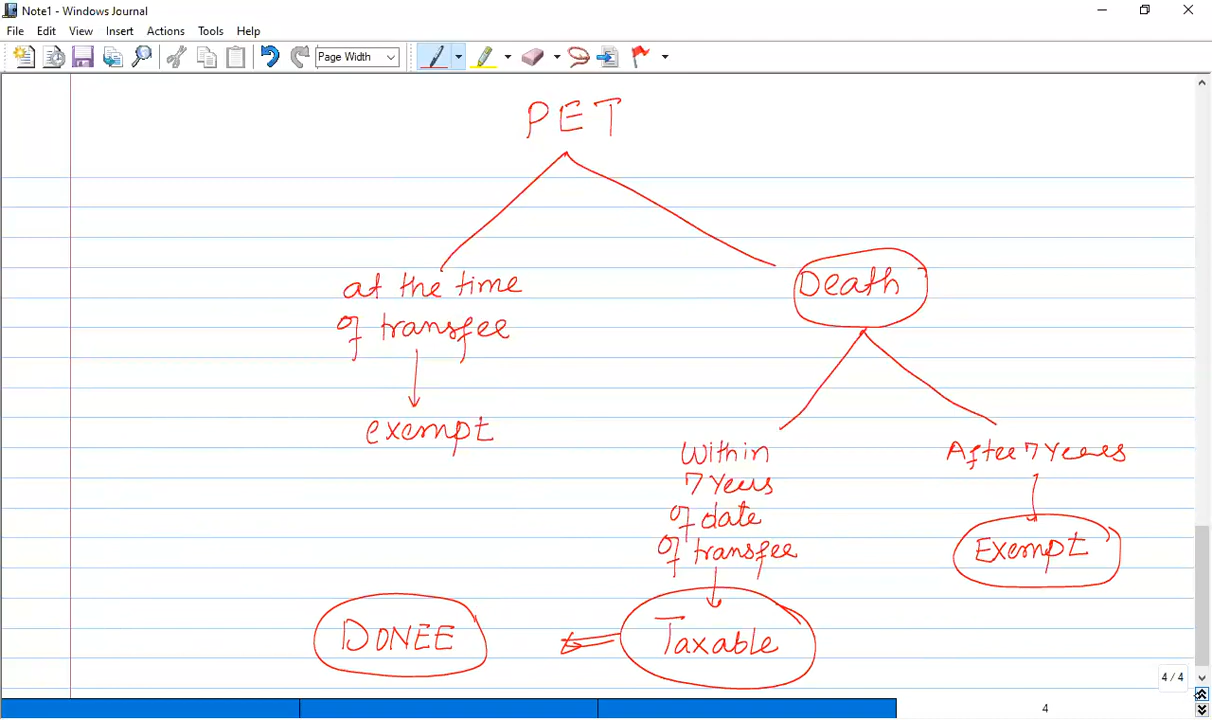 Note1 - Windows Journal
File Edit View Insert Actions Tools Help
Page Width
PET
at the time
of transfer
exempt
Death
Within
7 Years
of date
of transfer
Taxable
DONEE
After 7 Years
Exempt
4 / 4
4